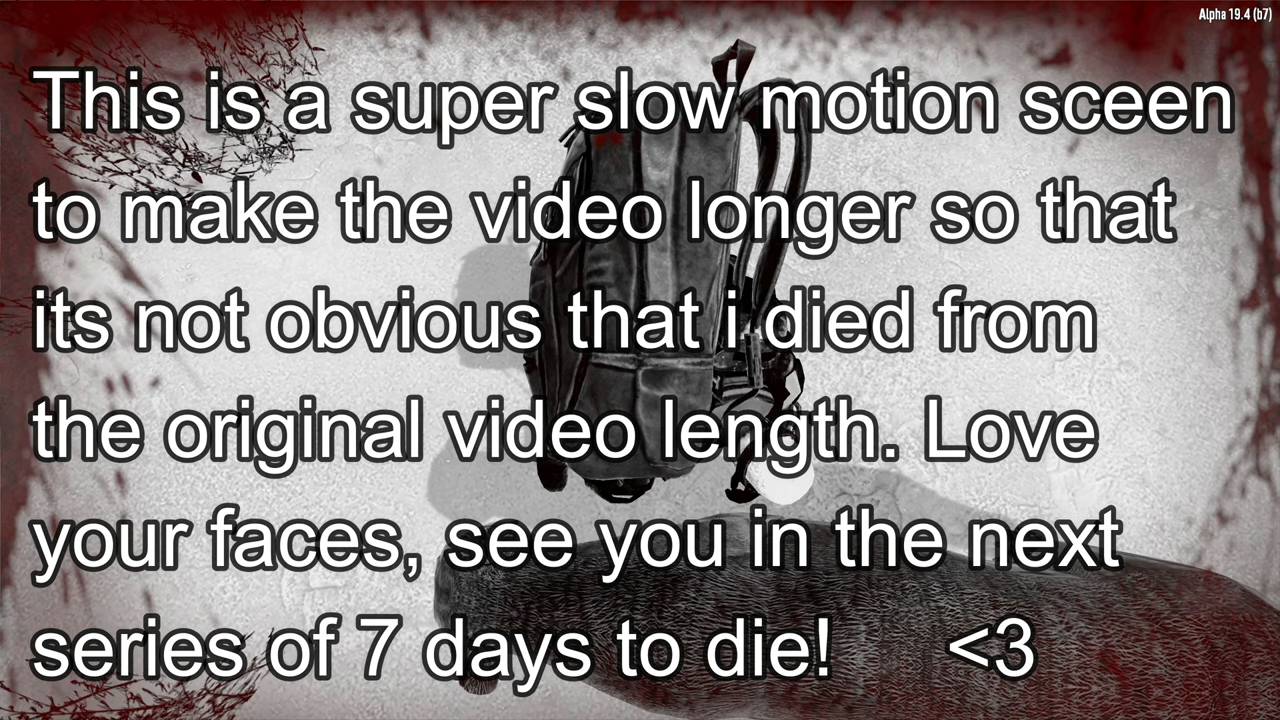 Alpha 19.4 (b7)
This is a super slow motion sceen
to make the video longer so that
its not obvious that i died from
the original video length. Love
your faces, see you in the next
series of 7 days to die! <3